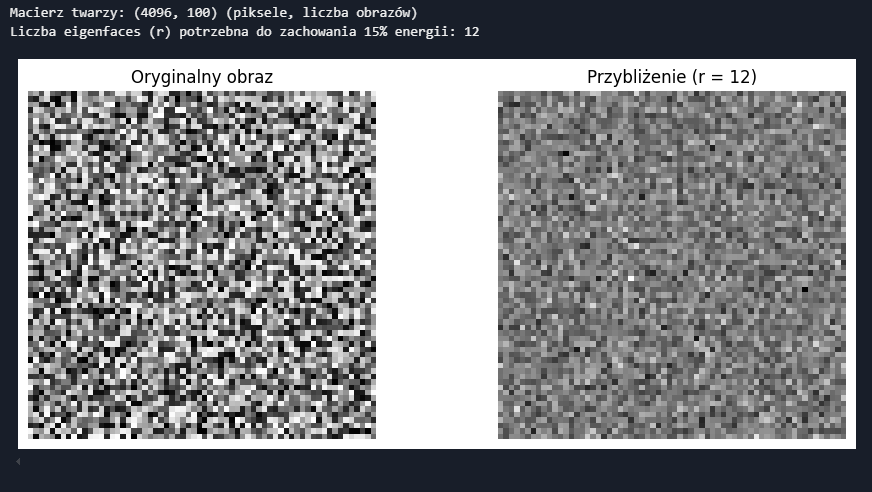 Macierz twarzy: (4096, 100) (piksele, liczba obrazów)
Liczba eigenfaces (r) potrzebna do zachowania 15% energii: 12
Oryginalny obraz
Przybliżenie (r = 12)